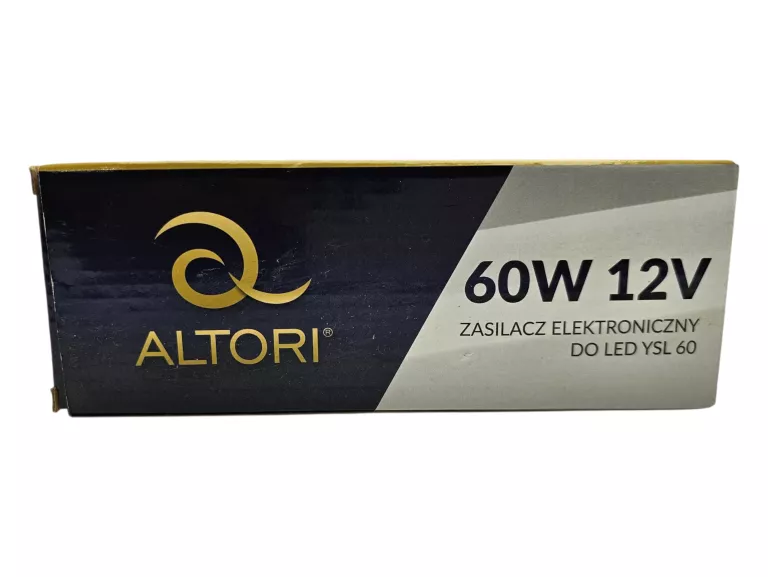 ALTORI®
60W 12V
ZASILACZ ELEKTRONICZNY
DO LED YSL 60